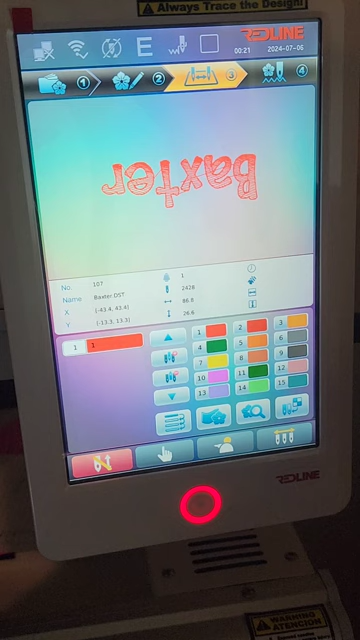 Always Trace the Design!
E
REDLINE
00:21 2024-07-06
1 2 3 4
Baxter
No. 107 1
Name Baxter.DST 2428
X (-43.4, 43.4) 86.8
Y (-13.3, 13.3) 26.6
1 1
1 2 3
4 5 6
7 8 9
10 11 12
13 14 15
REDLINE
WARNING
ATENCION